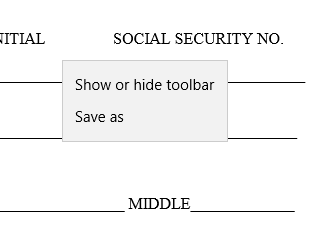 NITIAL SOCIAL SECURITY NO.
Show or hide toolbar
Save as
MIDDLE